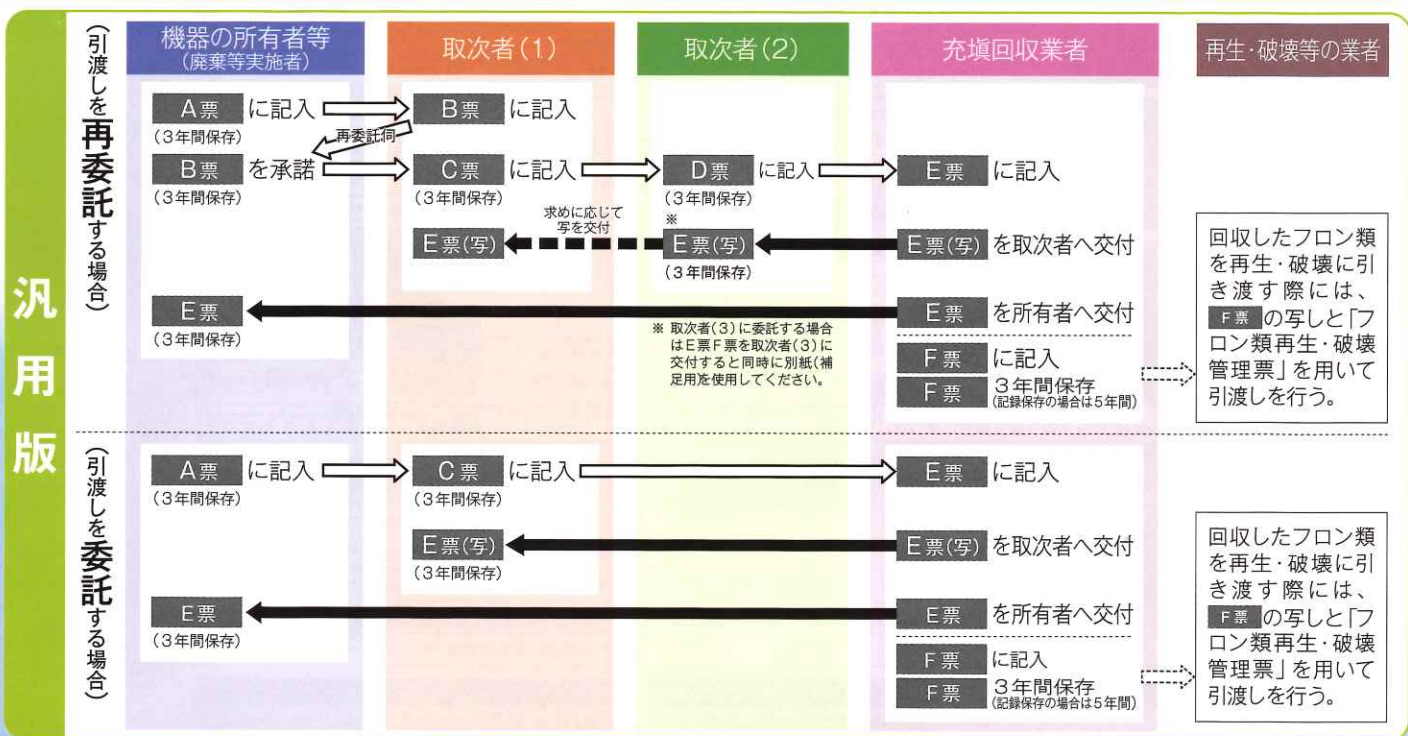 汎用版
(引渡しを再委託する場合)
機器の所有者等
(廃棄等実施者)
取次者(1)
取次者(2)
充塡回収業者
再生・破壊等の業者
A票 に記入
(3年間保存)
B票 に記入
再委託伺
B票 を承諾
(3年間保存)
C票 に記入
(3年間保存)
D票 に記入
(3年間保存)
E票 に記入
求めに応じて
写を交付
※
E票(写)
E票(写)
(3年間保存)
E票(写) を取次者へ交付
E票
(3年間保存)
E票 を所有者へ交付
※ 取次者(3)に委託する場合
はE票F票を取次者(3)に
交付すると同時に別紙(補
足用)を使用してください。
F票 に記入
F票 3年間保存
(記録保存の場合は5年間)
回収したフロン類
を再生・破壊に引
き渡す際には、
F票 の写しと「フ
ロン類再生・破壊
管理票」を用いて
引渡しを行う。
(引渡しを委託する場合)
A票 に記入
(3年間保存)
C票 に記入
(3年間保存)
E票 に記入
E票(写)
(3年間保存)
E票(写) を取次者へ交付
E票
(3年間保存)
E票 を所有者へ交付
F票 に記入
F票 3年間保存
(記録保存の場合は5年間)
回収したフロン類
を再生・破壊に引
き渡す際には、
F票 の写しと「フ
ロン類再生・破壊
管理票」を用いて
引渡しを行う。